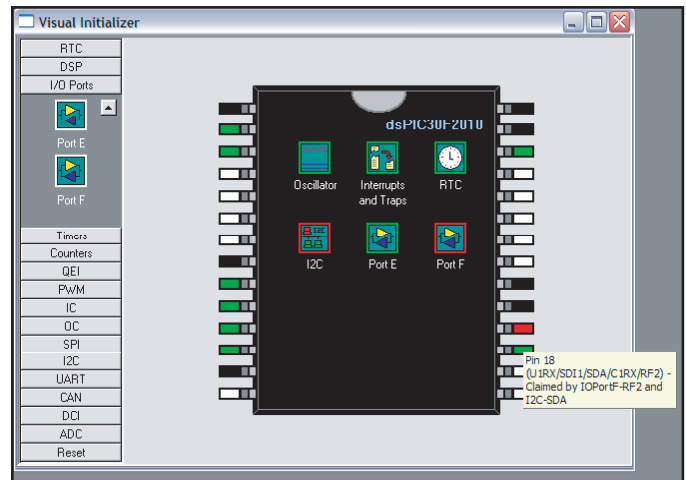 Visual Initializer
RTC
DSP
I/O Ports
Port E
Port F
Timers
Counters
QEI
PWM
IC
OC
SPI
I2C
UART
CAN
DCI
ADC
Reset
dsPIC30F2010
Oscillator
Interrupts and Traps
RTC
I2C
I2C
Port E
Port F
Pin 18
(U1RX/SDI1/SDA/C1RX/RF2) -
Claimed by IOPortF-RF2 and
I2C-SDA